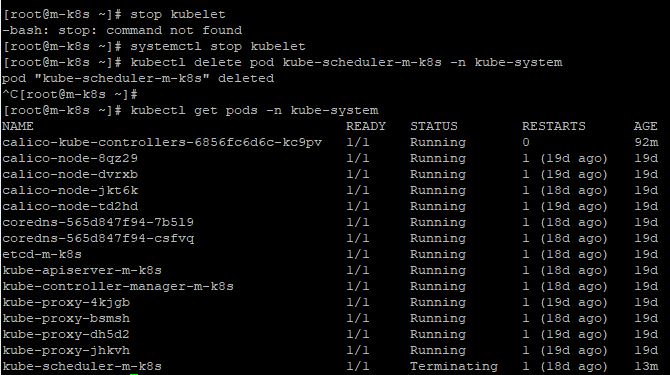 [root@m-k8s ~]# stop kubelet
-bash: stop: command not found
[root@m-k8s ~]# systemctl stop kubelet
[root@m-k8s ~]# kubectl delete pod kube-scheduler-m-k8s -n kube-system
pod "kube-scheduler-m-k8s" deleted
^C[root@m-k8s ~]#
[root@m-k8s ~]# kubectl get pods -n kube-system
NAME READY STATUS RESTARTS AGE
calico-kube-controllers-6856fc6d6c-kc9pv 1/1 Running 0 92m
calico-node-8qz29 1/1 Running 1 (19d ago) 19d
calico-node-dvrxb 1/1 Running 1 (19d ago) 19d
calico-node-jkt6k 1/1 Running 1 (18d ago) 19d
calico-node-td2hd 1/1 Running 1 (19d ago) 19d
coredns-565d847f94-7b5l9 1/1 Running 1 (18d ago) 19d
coredns-565d847f94-csfvq 1/1 Running 1 (18d ago) 19d
etcd-m-k8s 1/1 Running 1 (18d ago) 19d
kube-apiserver-m-k8s 1/1 Running 1 (18d ago) 19d
kube-controller-manager-m-k8s 1/1 Running 1 (18d ago) 19d
kube-proxy-4kjgb 1/1 Running 1 (19d ago) 19d
kube-proxy-bsmsh 1/1 Running 1 (18d ago) 19d
kube-proxy-dh5d2 1/1 Running 1 (19d ago) 19d
kube-proxy-jhkvh 1/1 Running 1 (19d ago) 19d
kube-scheduler-m-k8s 1/1 Terminating 1 (18d ago) 13m